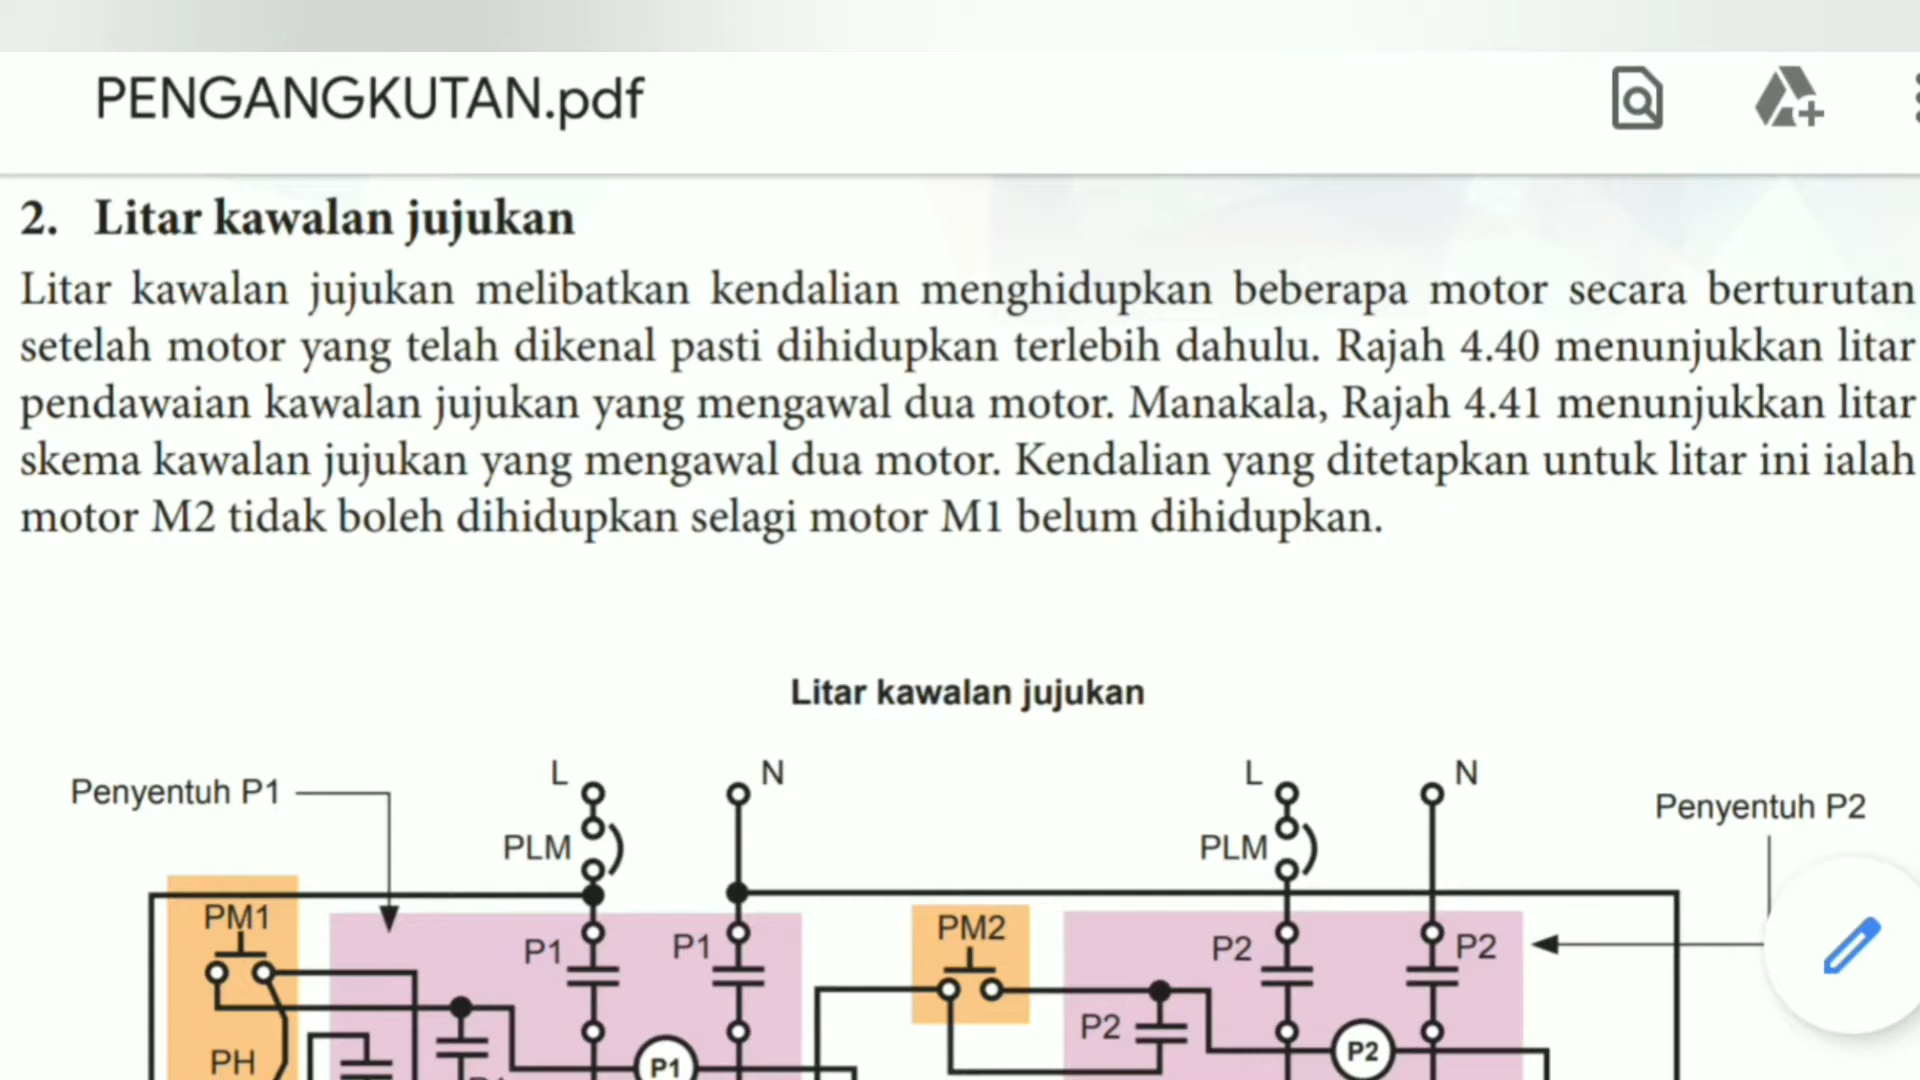 PENGANGKUTAN.pdf
2. Litar kawalan jujukan
Litar kawalan jujukan melibatkan kendalian menghidupkan beberapa motor secara berturutan
setelah motor yang telah dikenal pasti dihidupkan terlebih dahulu. Rajah 4.40 menunjukkan litar
pendawaian kawalan jujukan yang mengawal dua motor. Manakala, Rajah 4.41 menunjukkan litar
skema kawalan jujukan yang mengawal dua motor. Kendalian yang ditetapkan untuk litar ini ialah
motor M2 tidak boleh dihidupkan selagi motor M1 belum dihidupkan.
Litar kawalan jujukan
L N L N
Penyentuh P1
Penyentuh P2
PLM PLM
PM1
PM2
P1 P1
P2 P2
P2
PH
P1
P2